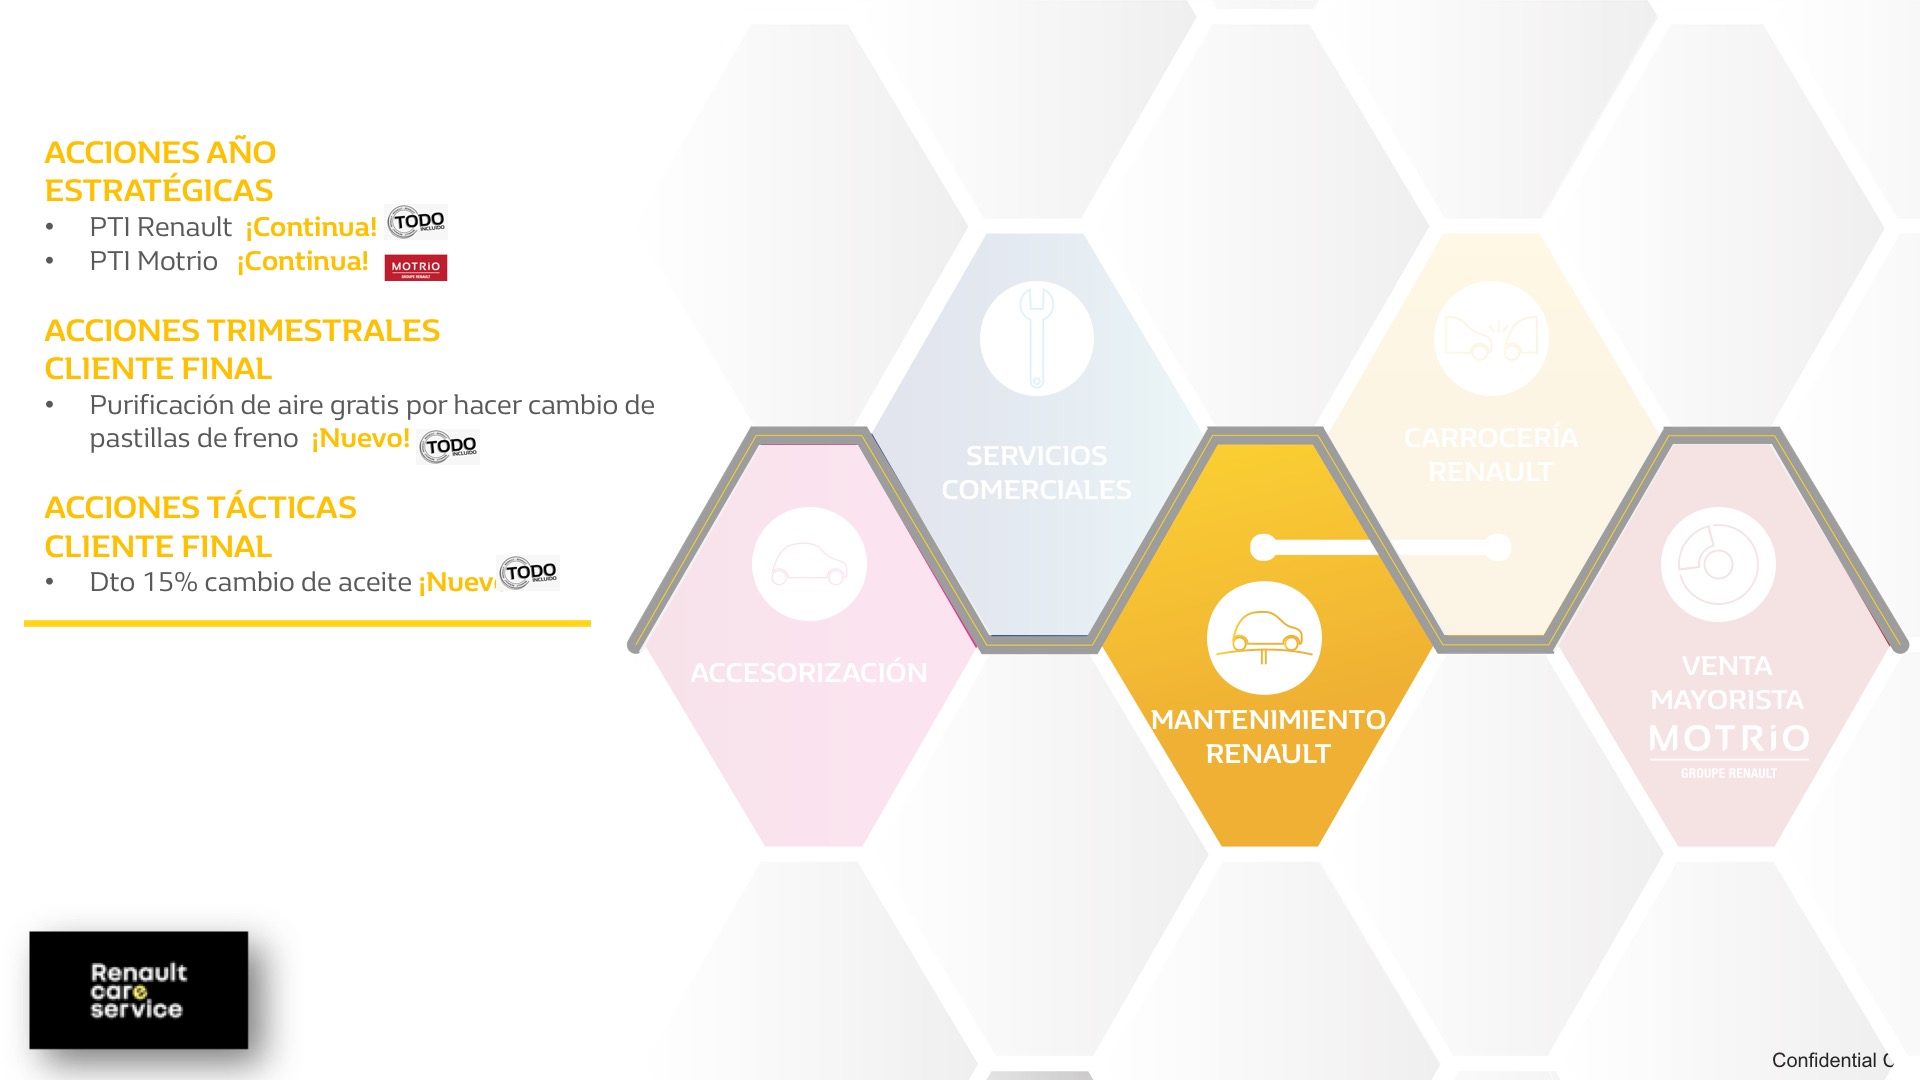 ACCIONES AÑO
ESTRATÉGICAS
• PTI Renault ¡Continua! TODO INCLUIDO
• PTI Motrio ¡Continua! MOTRiO GROUPE RENAULT
ACCIONES TRIMESTRALES
CLIENTE FINAL
• Purificación de aire gratis por hacer cambio de
pastillas de freno ¡Nuevo! TODO INCLUIDO
ACCIONES TÁCTICAS
CLIENTE FINAL
• Dto 15% cambio de aceite ¡Nuev TODO INCLUIDO
ACCESORIZACIÓN
SERVICIOS
COMERCIALES
MANTENIMIENTO
RENAULT
CARROCERÍA
RENAULT
VENTA
MAYORISTA
MOTRiO
GROUPE RENAULT
Renault
care
service
Confidential C